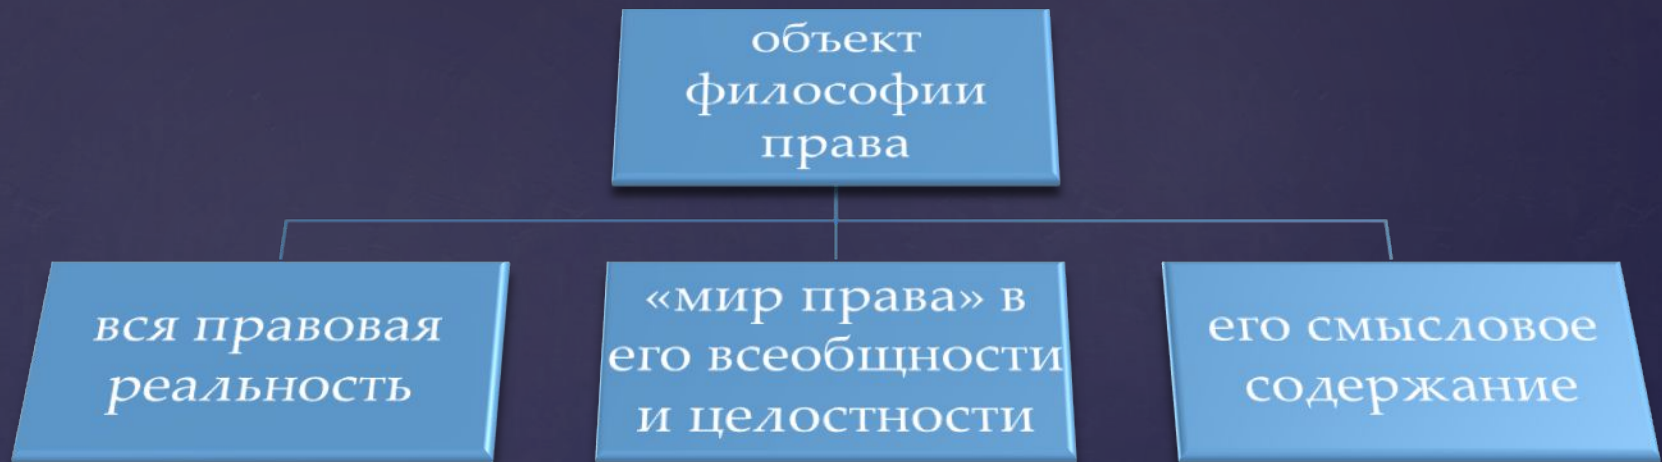 объект
философии
права
вся правовая
реальность
«мир права» в
его всеобщности
и целостности
его смысловое
содержание